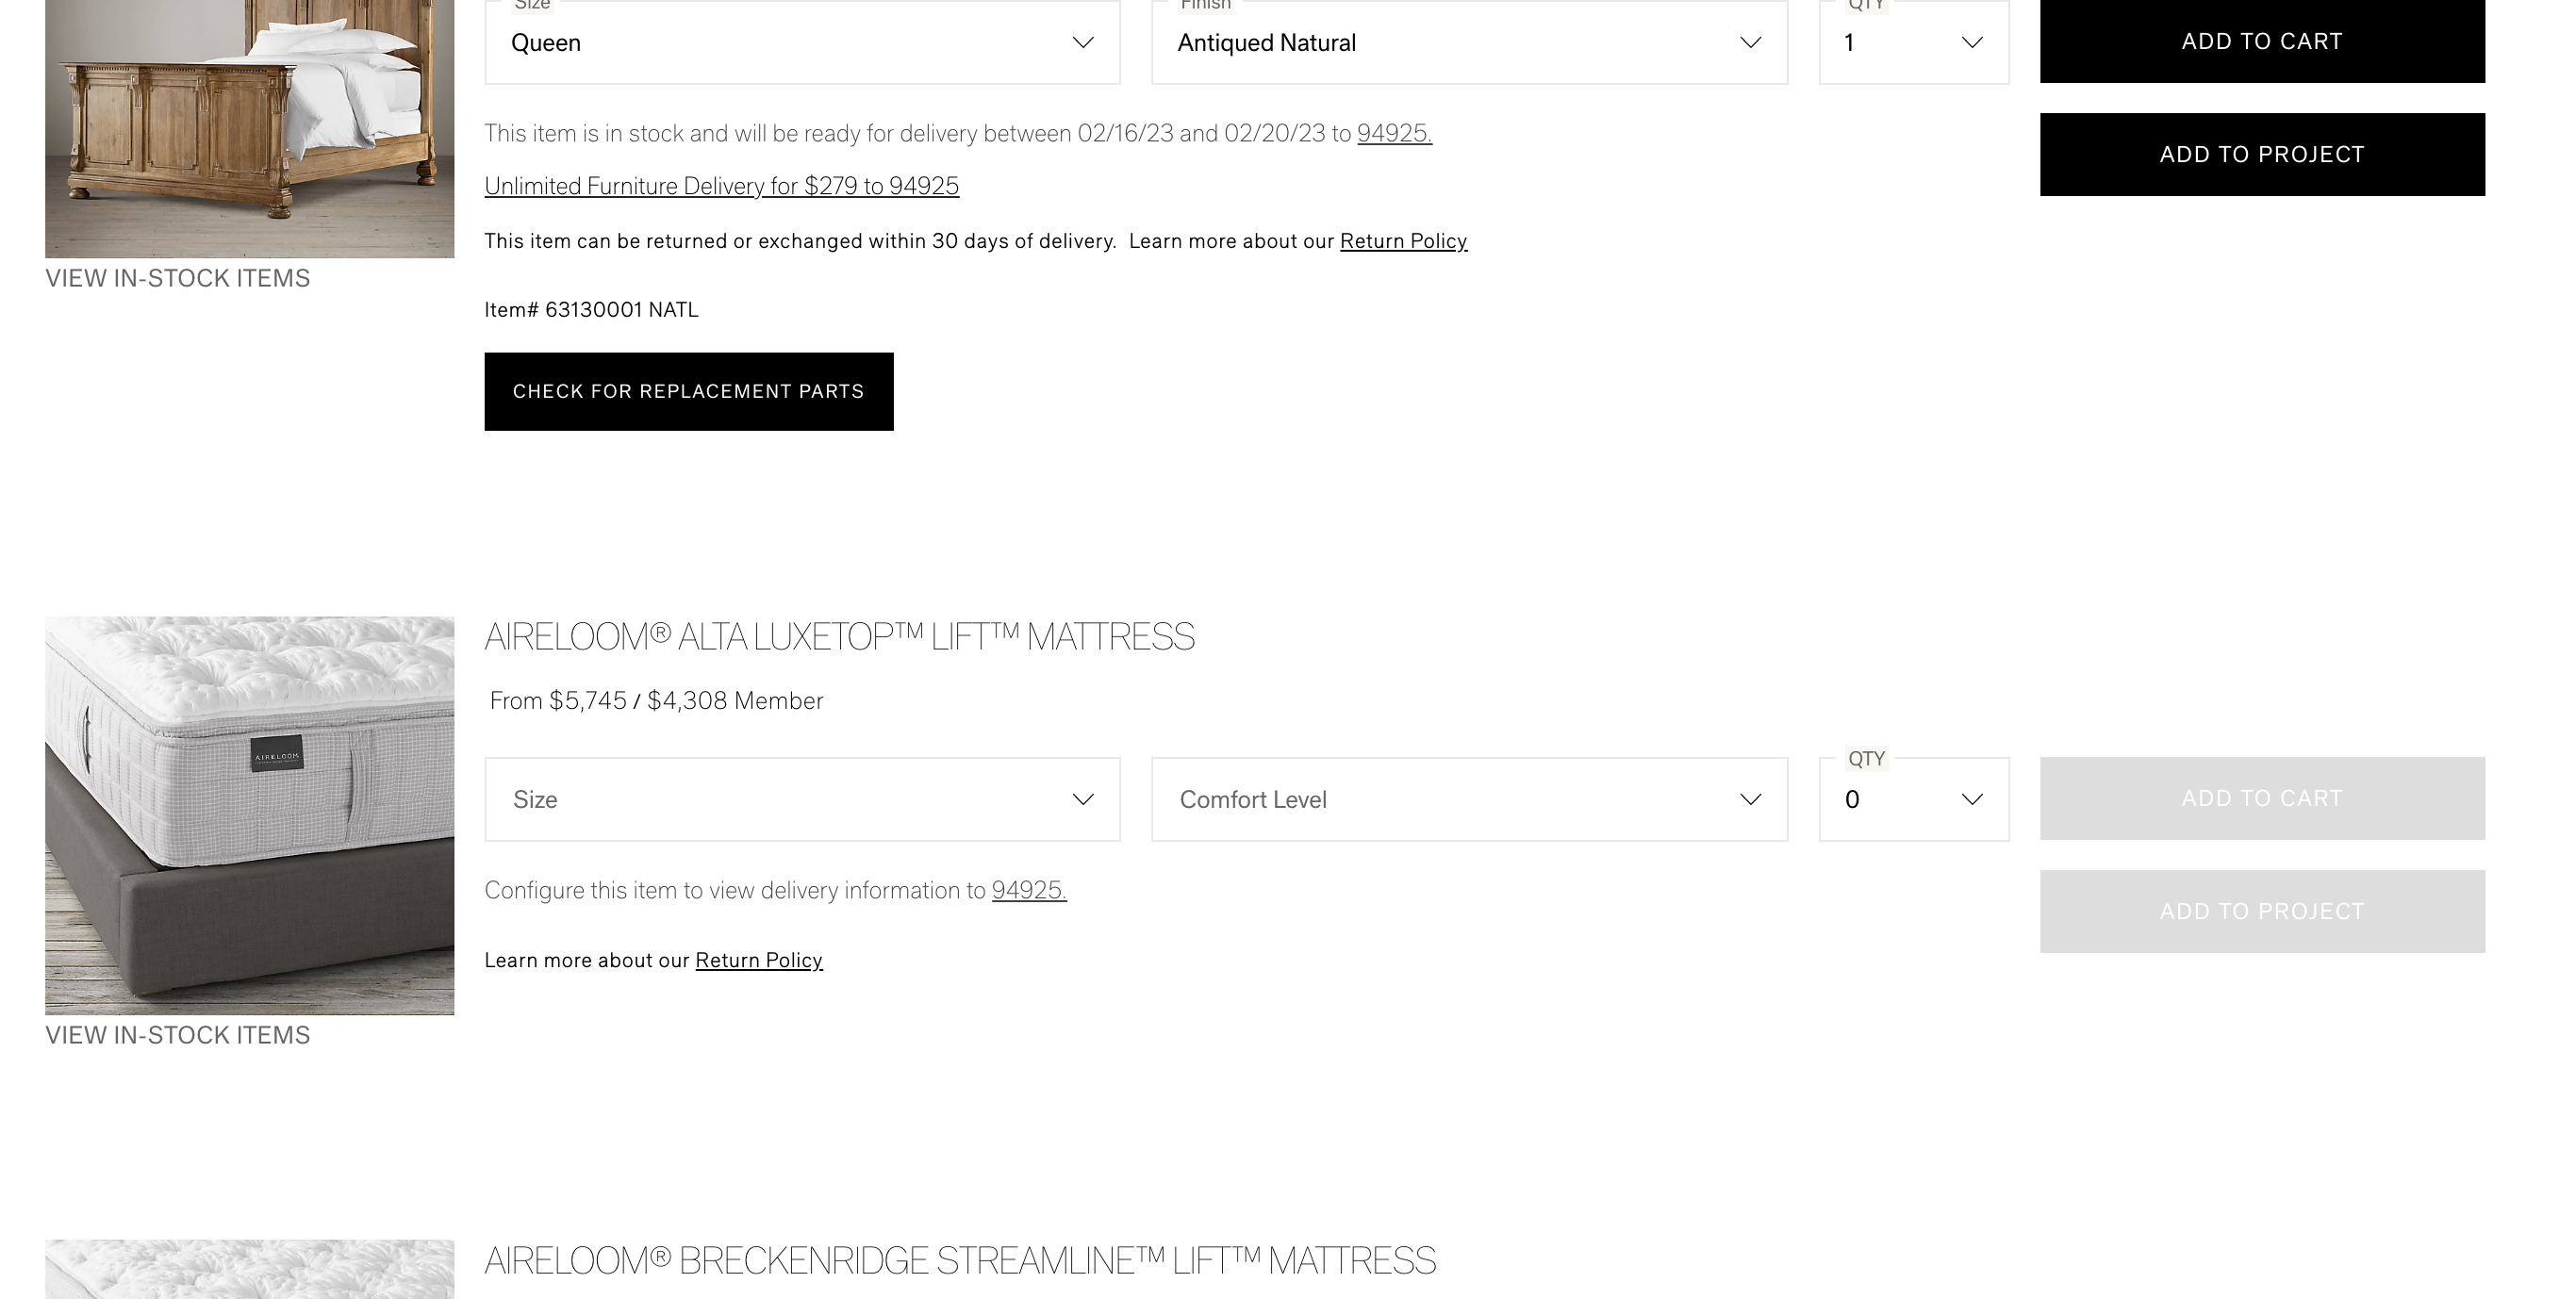 Size
Finish
QTY
Queen
Antiqued Natural
1
ADD TO CART
This item is in stock and will be ready for delivery between 02/16/23 and 02/20/23 to 94925.
ADD TO PROJECT
Unlimited Furniture Delivery for $279 to 94925
This item can be returned or exchanged within 30 days of delivery. Learn more about our Return Policy
VIEW IN-STOCK ITEMS
Item# 63130001 NATL
CHECK FOR REPLACEMENT PARTS
AIRELOOM® ALTA LUXETOP™ LIFT™ MATTRESS
From $5,745 / $4,308 Member
AIRELOOM
QTY
Size
Comfort Level
0
ADD TO CART
Configure this item to view delivery information to 94925.
ADD TO PROJECT
Learn more about our Return Policy
VIEW IN-STOCK ITEMS
AIRELOOM® BRECKENRIDGE STREAMLINE™ LIFT™ MATTRESS